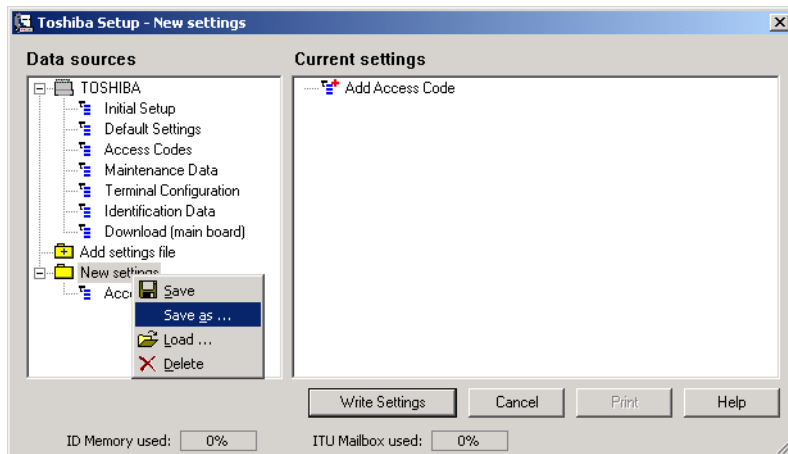 Toshiba Setup - New settings
Data sources
Current settings
TOSHIBA
Initial Setup
Default Settings
Access Codes
Maintenance Data
Terminal Configuration
Identification Data
Download (main board)
Add settings file
New settings
Acc
Save
Save as ...
Load ...
Delete
Add Access Code
Write Settings
Cancel
Print
Help
ID Memory used: 0%
ITU Mailbox used: 0%